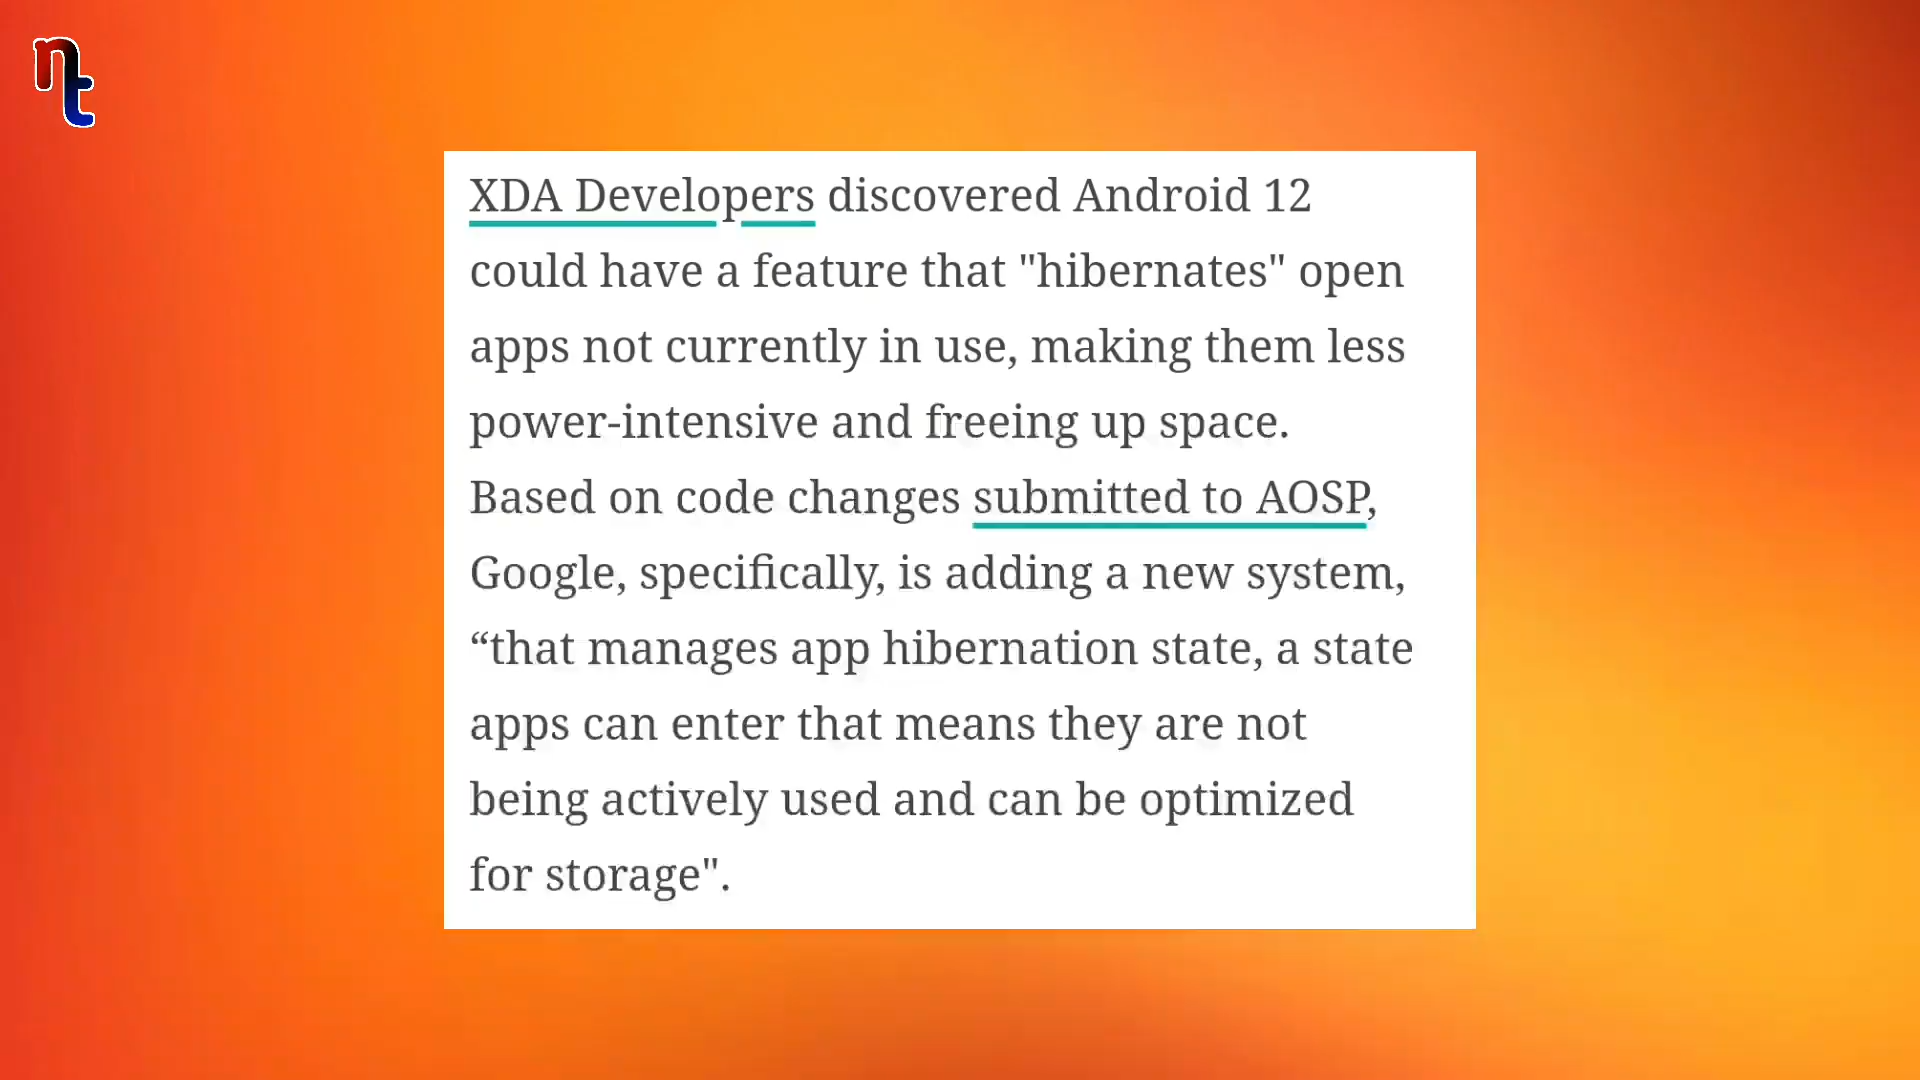 nt
XDA Developers discovered Android 12
could have a feature that "hibernates" open
apps not currently in use, making them less
power-intensive and freeing up space.
Based on code changes submitted to AOSP,
Google, specifically, is adding a new system,
“that manages app hibernation state, a state
apps can enter that means they are not
being actively used and can be optimized
for storage".